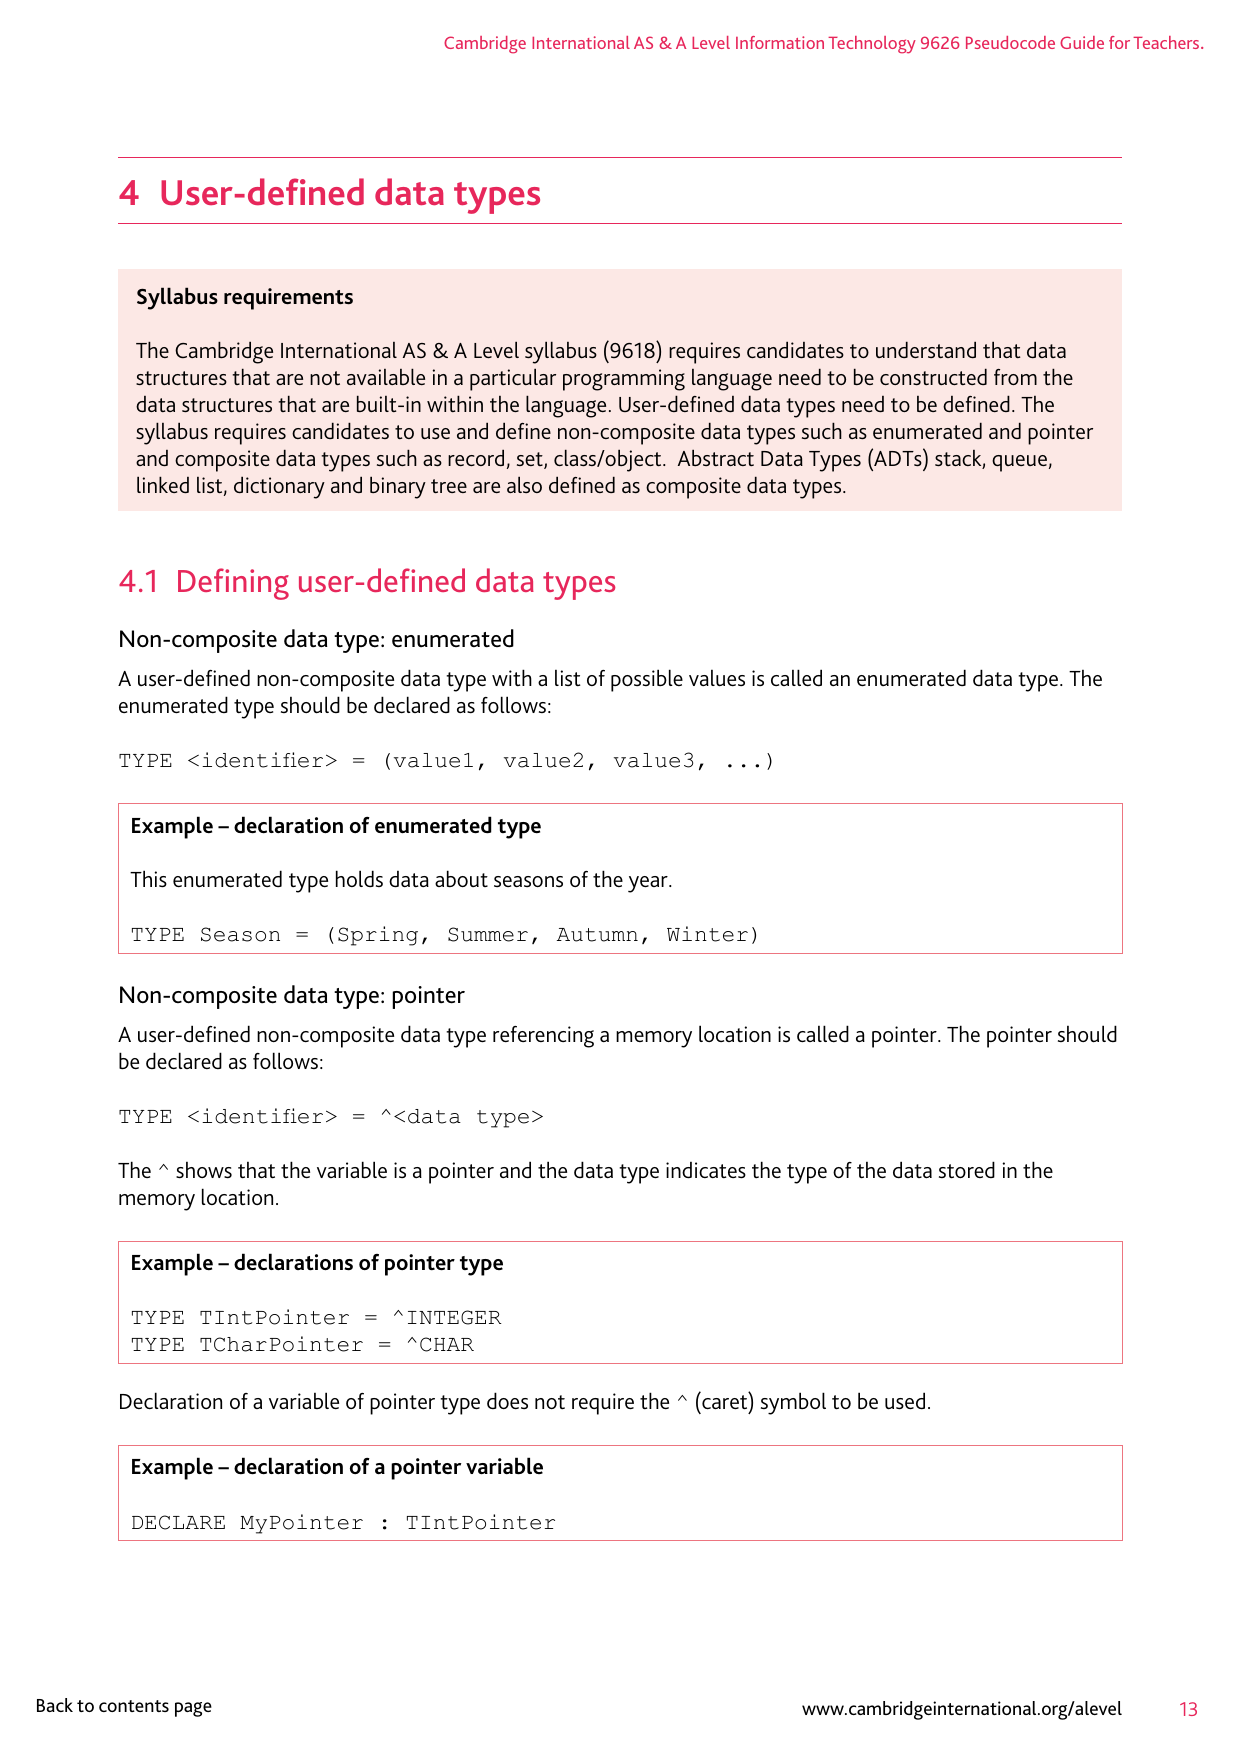 Cambridge International AS & A Level Information Technology 9626 Pseudocode Guide for Teachers.
4 User-defined data types
Syllabus requirements
The Cambridge International AS & A Level syllabus (9618) requires candidates to understand that data
structures that are not available in a particular programming language need to be constructed from the
data structures that are built-in within the language. User-defined data types need to be defined. The
syllabus requires candidates to use and define non-composite data types such as enumerated and pointer
and composite data types such as record, set, class/object. Abstract Data Types (ADTs) stack, queue,
linked list, dictionary and binary tree are also defined as composite data types.
4.1 Defining user-defined data types
Non-composite data type: enumerated
A user-defined non-composite data type with a list of possible values is called an enumerated data type. The
enumerated type should be declared as follows:
TYPE <identifier> = (value1, value2, value3, ...)
Example – declaration of enumerated type
This enumerated type holds data about seasons of the year.
TYPE Season = (Spring, Summer, Autumn, Winter)
Non-composite data type: pointer
A user-defined non-composite data type referencing a memory location is called a pointer. The pointer should
be declared as follows:
TYPE <identifier> = ^<data type>
The ^ shows that the variable is a pointer and the data type indicates the type of the data stored in the
memory location.
Example – declarations of pointer type
TYPE TIntPointer = ^INTEGER
TYPE TCharPointer = ^CHAR
Declaration of a variable of pointer type does not require the ^ (caret) symbol to be used.
Example – declaration of a pointer variable
DECLARE MyPointer : TIntPointer
Back to contents page
www.cambridgeinternational.org/alevel 13